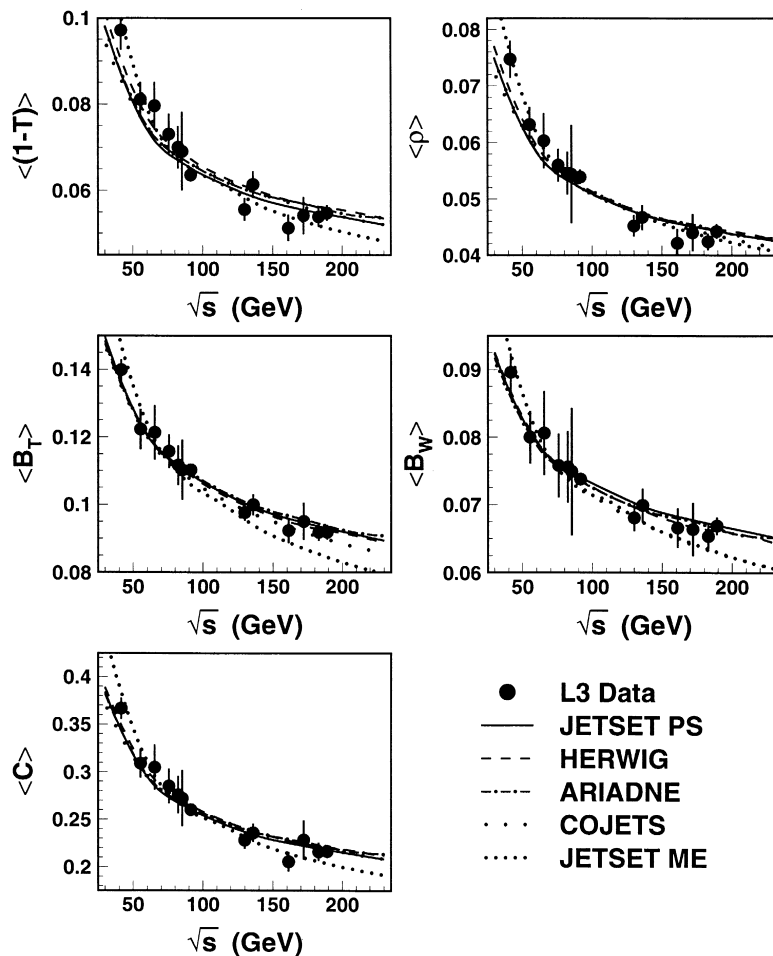 0.1
0.08
0.06
<(1-T)>
50 100 150 200
√s (GeV)
0.08
0.07
0.06
0.05
0.04
<ρ>
50 100 150 200
√s (GeV)
0.14
0.12
0.1
0.08
<B_T>
50 100 150 200
√s (GeV)
0.09
0.08
0.07
0.06
<B_W>
50 100 150 200
√s (GeV)
0.4
0.35
0.3
0.25
0.2
<C>
50 100 150 200
√s (GeV)
L3 Data
JETSET PS
HERWIG
ARIADNE
COJETS
JETSET ME